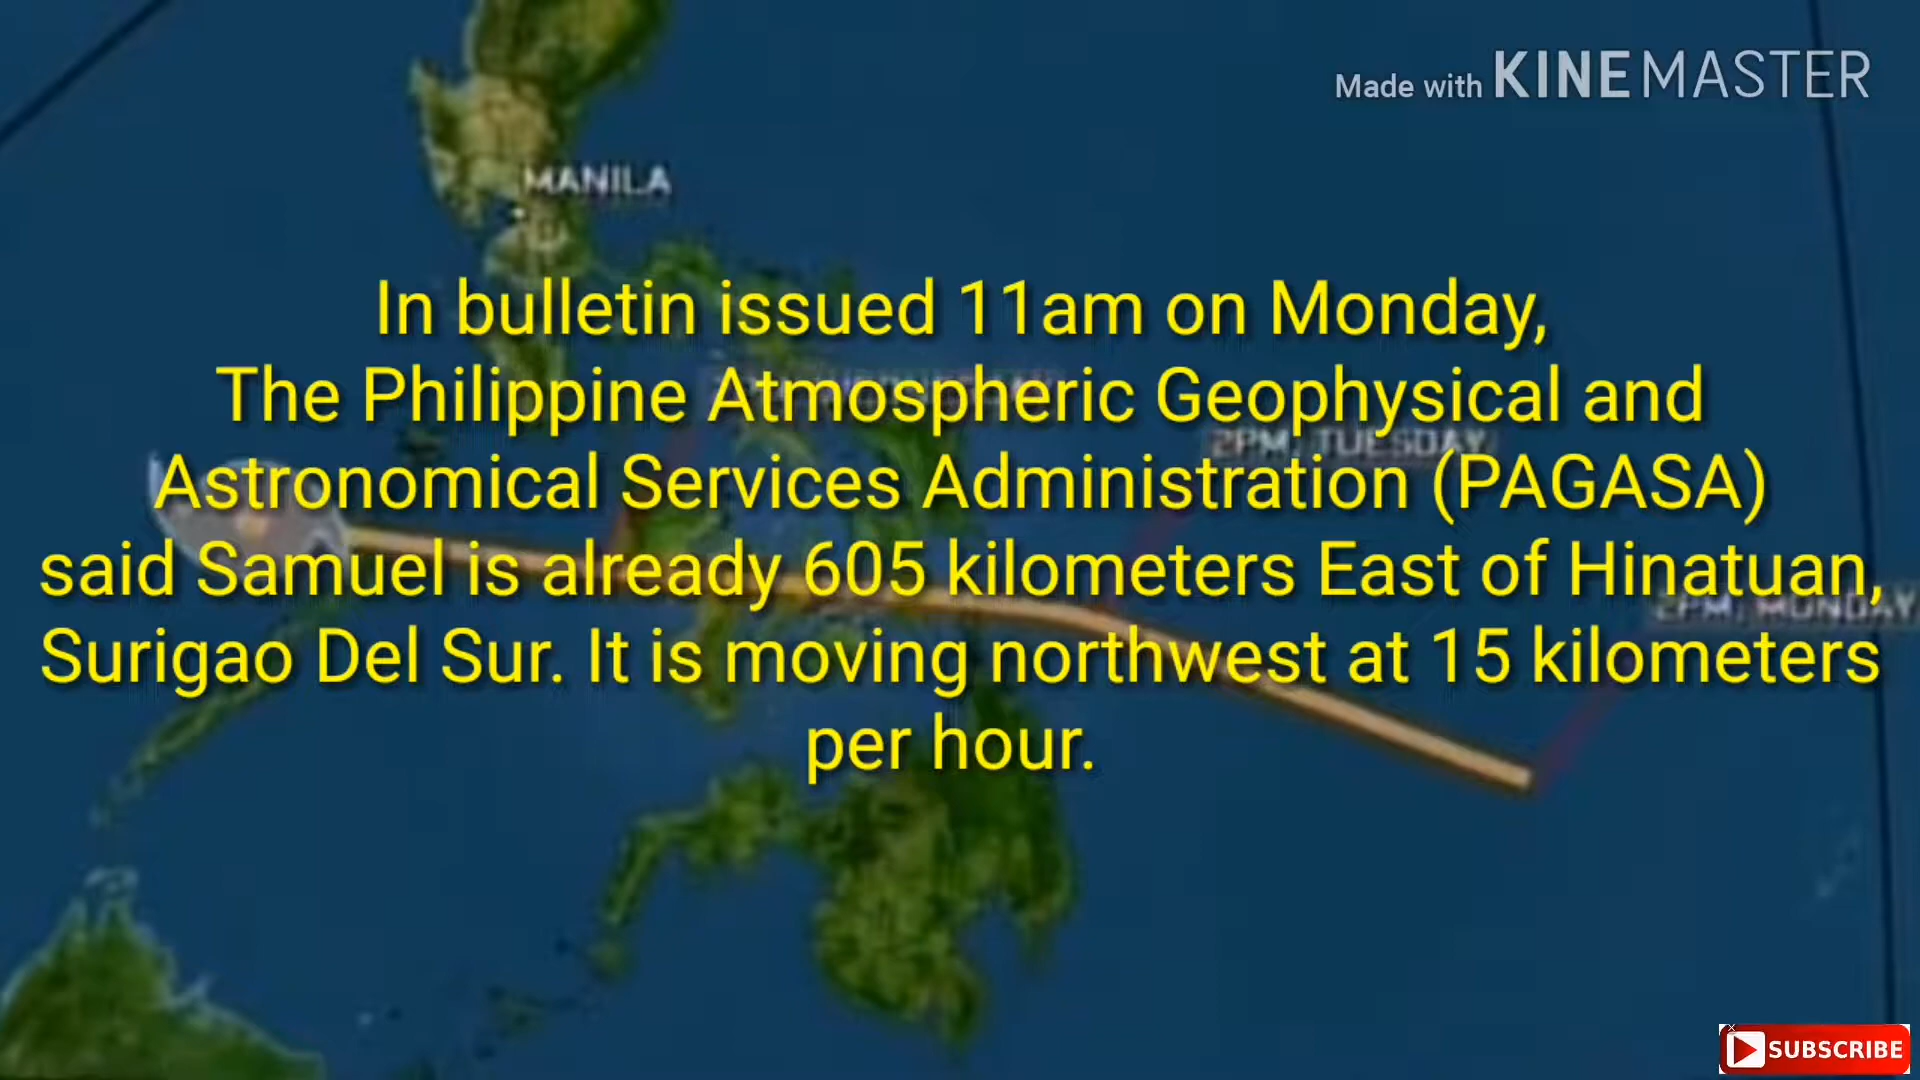 Made with KINEMASTER
MANILA
In bulletin issued 11am on Monday,
The Philippine Atmospheric Geophysical and
2PM, TUESDAY
Astronomical Services Administration (PAGASA)
said Samuel is already 605 kilometers East of Hinatuan,
2PM, MONDAY
Surigao Del Sur. It is moving northwest at 15 kilometers
per hour.
SUBSCRIBE